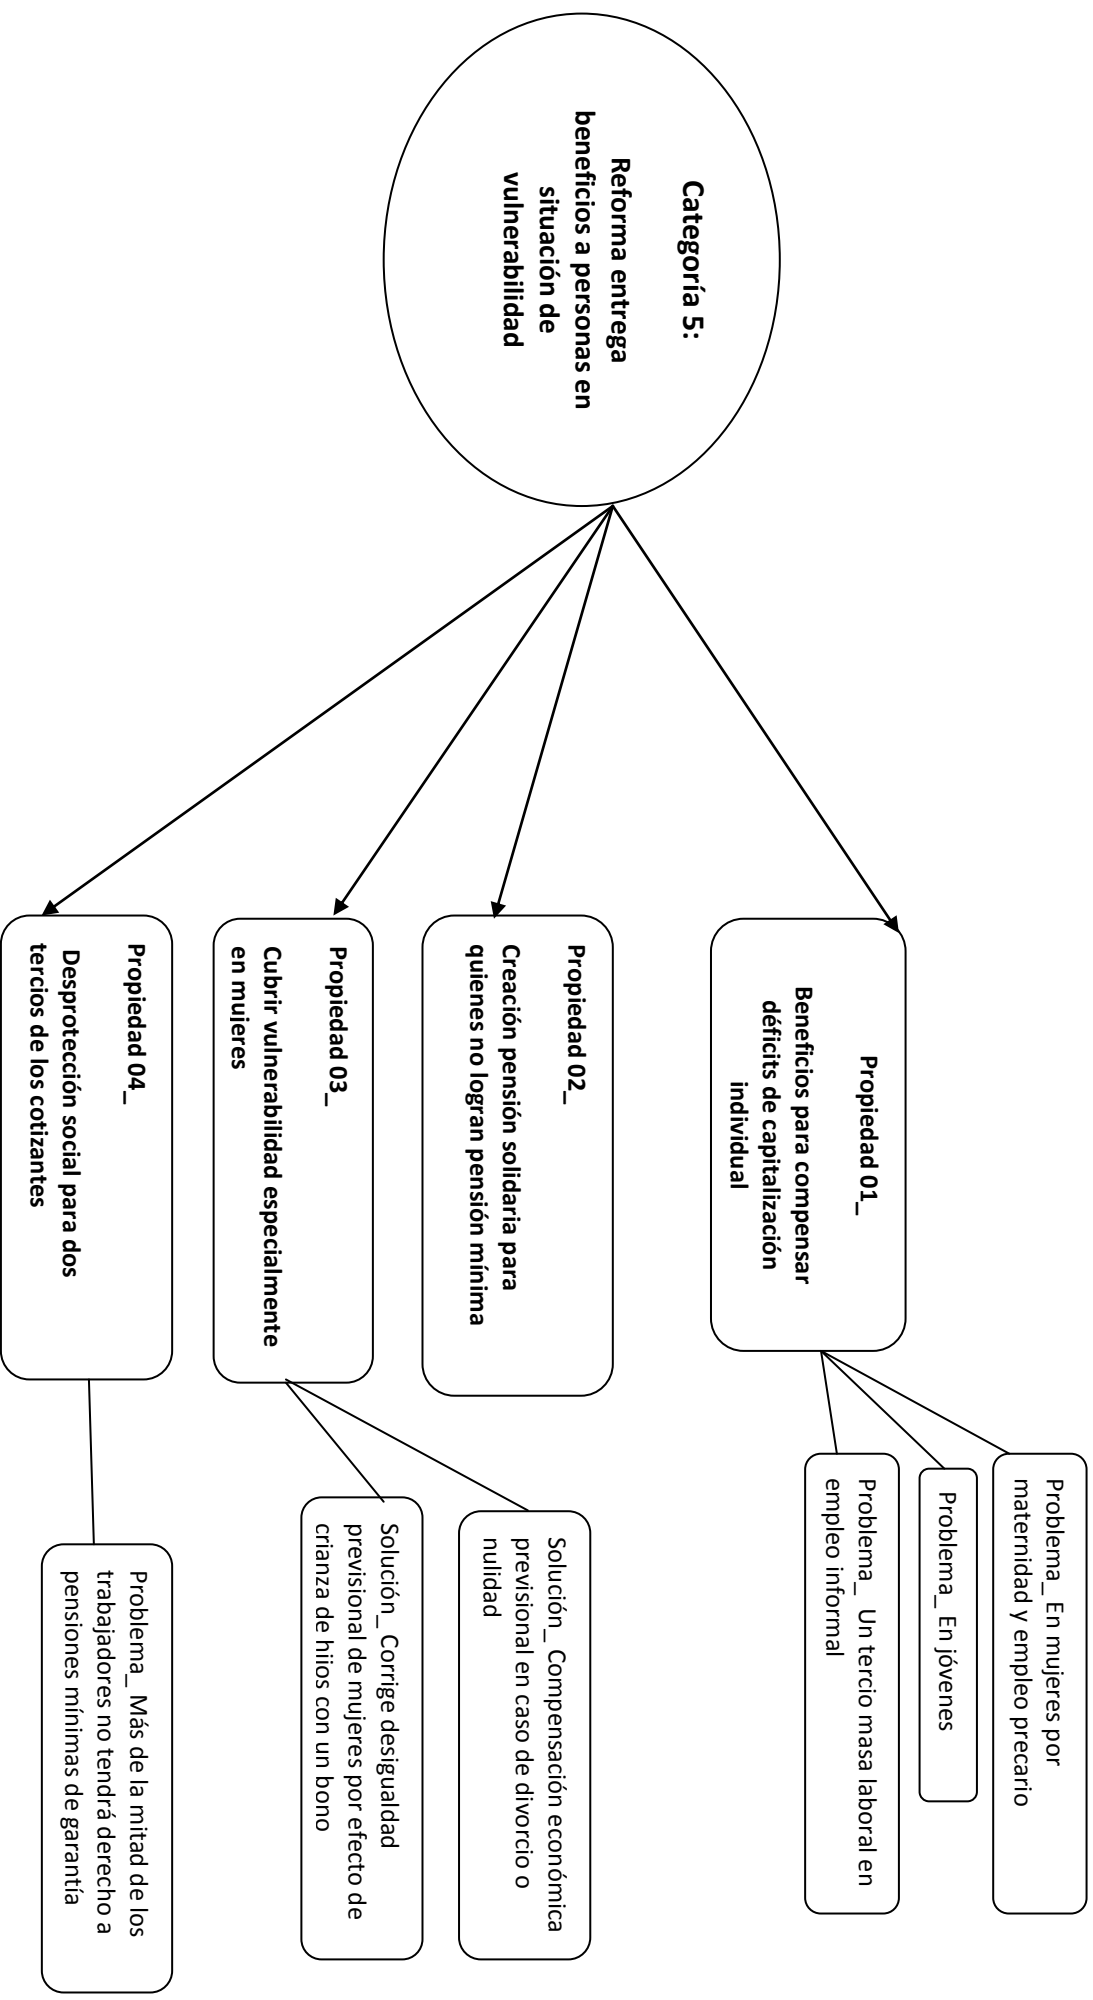 Categoría 5:
Reforma entrega
beneficios a personas en
situación de
vulnerabilidad
Propiedad 01_
Beneficios para compensar
déficits de capitalización
individual
Problema_ En mujeres por
maternidad y empleo precario
Problema_ En jóvenes
Problema_ Un tercio masa laboral en
empleo informal
Propiedad 02_
Creación pensión solidaria para
quienes no logran pensión mínima
Propiedad 03_
Cubrir vulnerabilidad especialmente
en mujeres
Solución_ Compensación económica
previsional en caso de divorcio o
nulidad
Solución_ Corrige desigualdad
previsional de mujeres por efecto de
crianza de hijos con un bono
Propiedad 04_
Desprotección social para dos
tercios de los cotizantes
Problema_ Más de la mitad de los
trabajadores no tendrá derecho a
pensiones mínimas de garantía